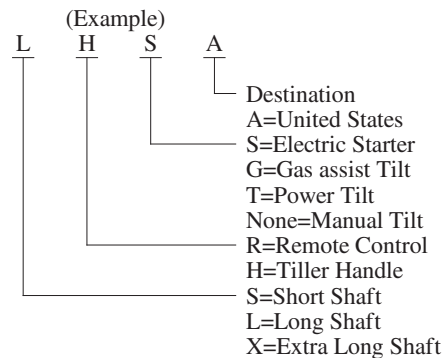 (Example)
L H S A
Destination
A=United States
S=Electric Starter
G=Gas assist Tilt
T=Power Tilt
None=Manual Tilt
R=Remote Control
H=Tiller Handle
S=Short Shaft
L=Long Shaft
X=Extra Long Shaft